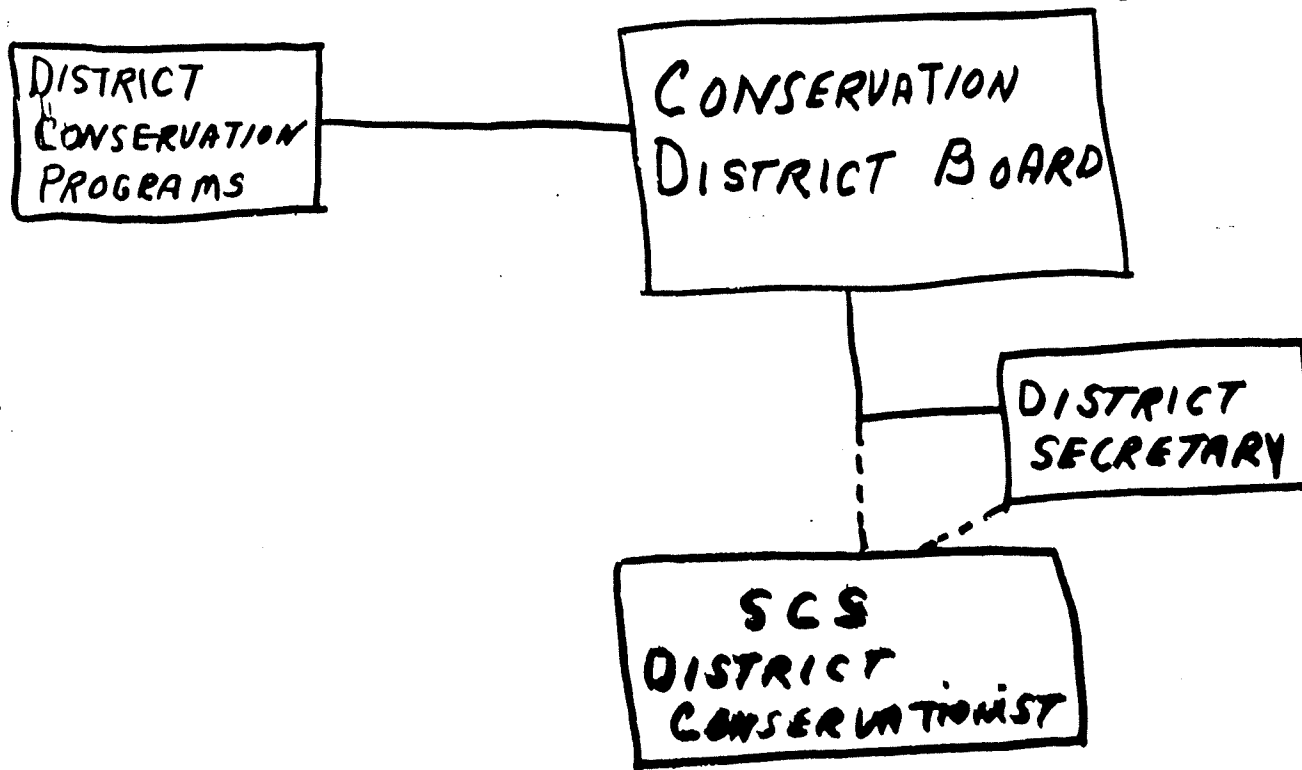 DISTRICT
CONSERVATION
PROGRAMS
CONSERVATION
DISTRICT BOARD
DISTRICT
SECRETARY
SCS
DISTRICT
CONSERVATIONIST